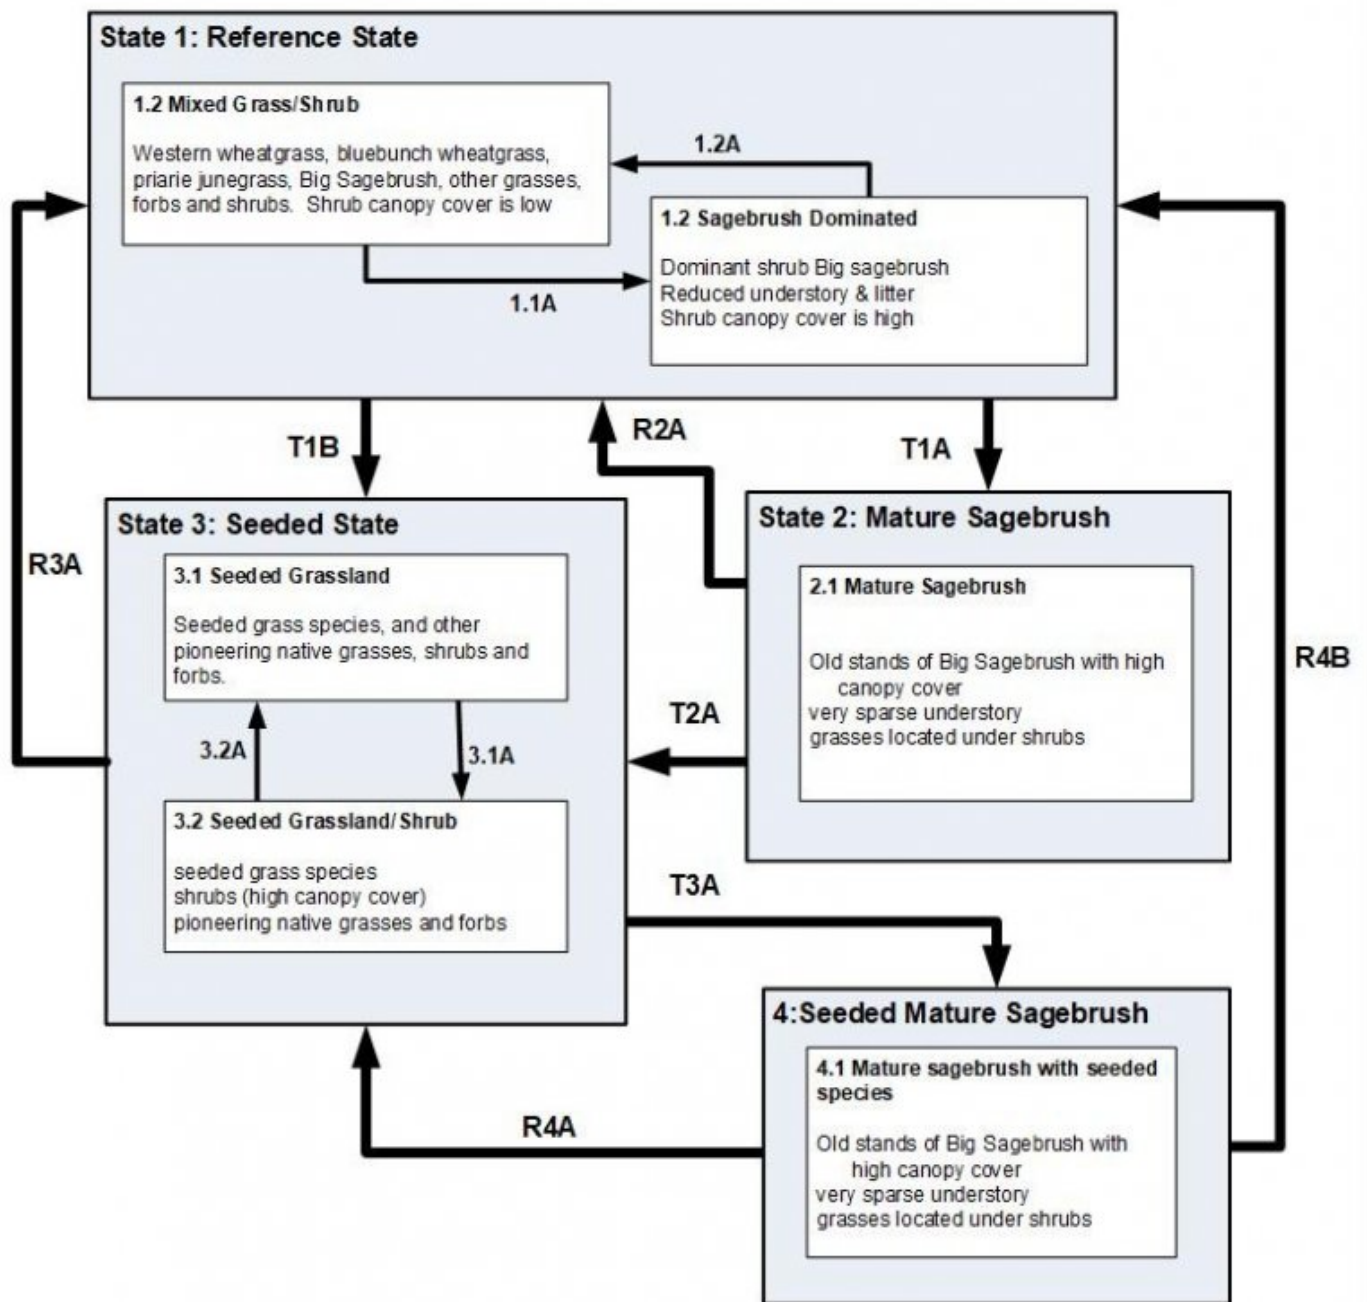 State 1: Reference State
1.2 Mixed Grass/Shrub
Western wheatgrass, bluebunch wheatgrass,
priarie junegrass, Big Sagebrush, other grasses,
forbs and shrubs. Shrub canopy cover is low
1.2A
1.2 Sagebrush Dominated
Dominant shrub Big sagebrush
Reduced understory & litter
Shrub canopy cover is high
1.1A
T1B
R2A
T1A
R3A
State 3: Seeded State
3.1 Seeded Grassland
Seeded grass species, and other
pioneering native grasses, shrubs and
forbs.
3.2A
3.1A
3.2 Seeded Grassland/Shrub
seeded grass species
shrubs (high canopy cover)
pioneering native grasses and forbs
State 2: Mature Sagebrush
2.1 Mature Sagebrush
Old stands of Big Sagebrush with high
canopy cover
very sparse understory
grasses located under shrubs
R4B
T2A
T3A
4:Seeded Mature Sagebrush
4.1 Mature sagebrush with seeded
species
Old stands of Big Sagebrush with
high canopy cover
very sparse understory
grasses located under shrubs
R4A